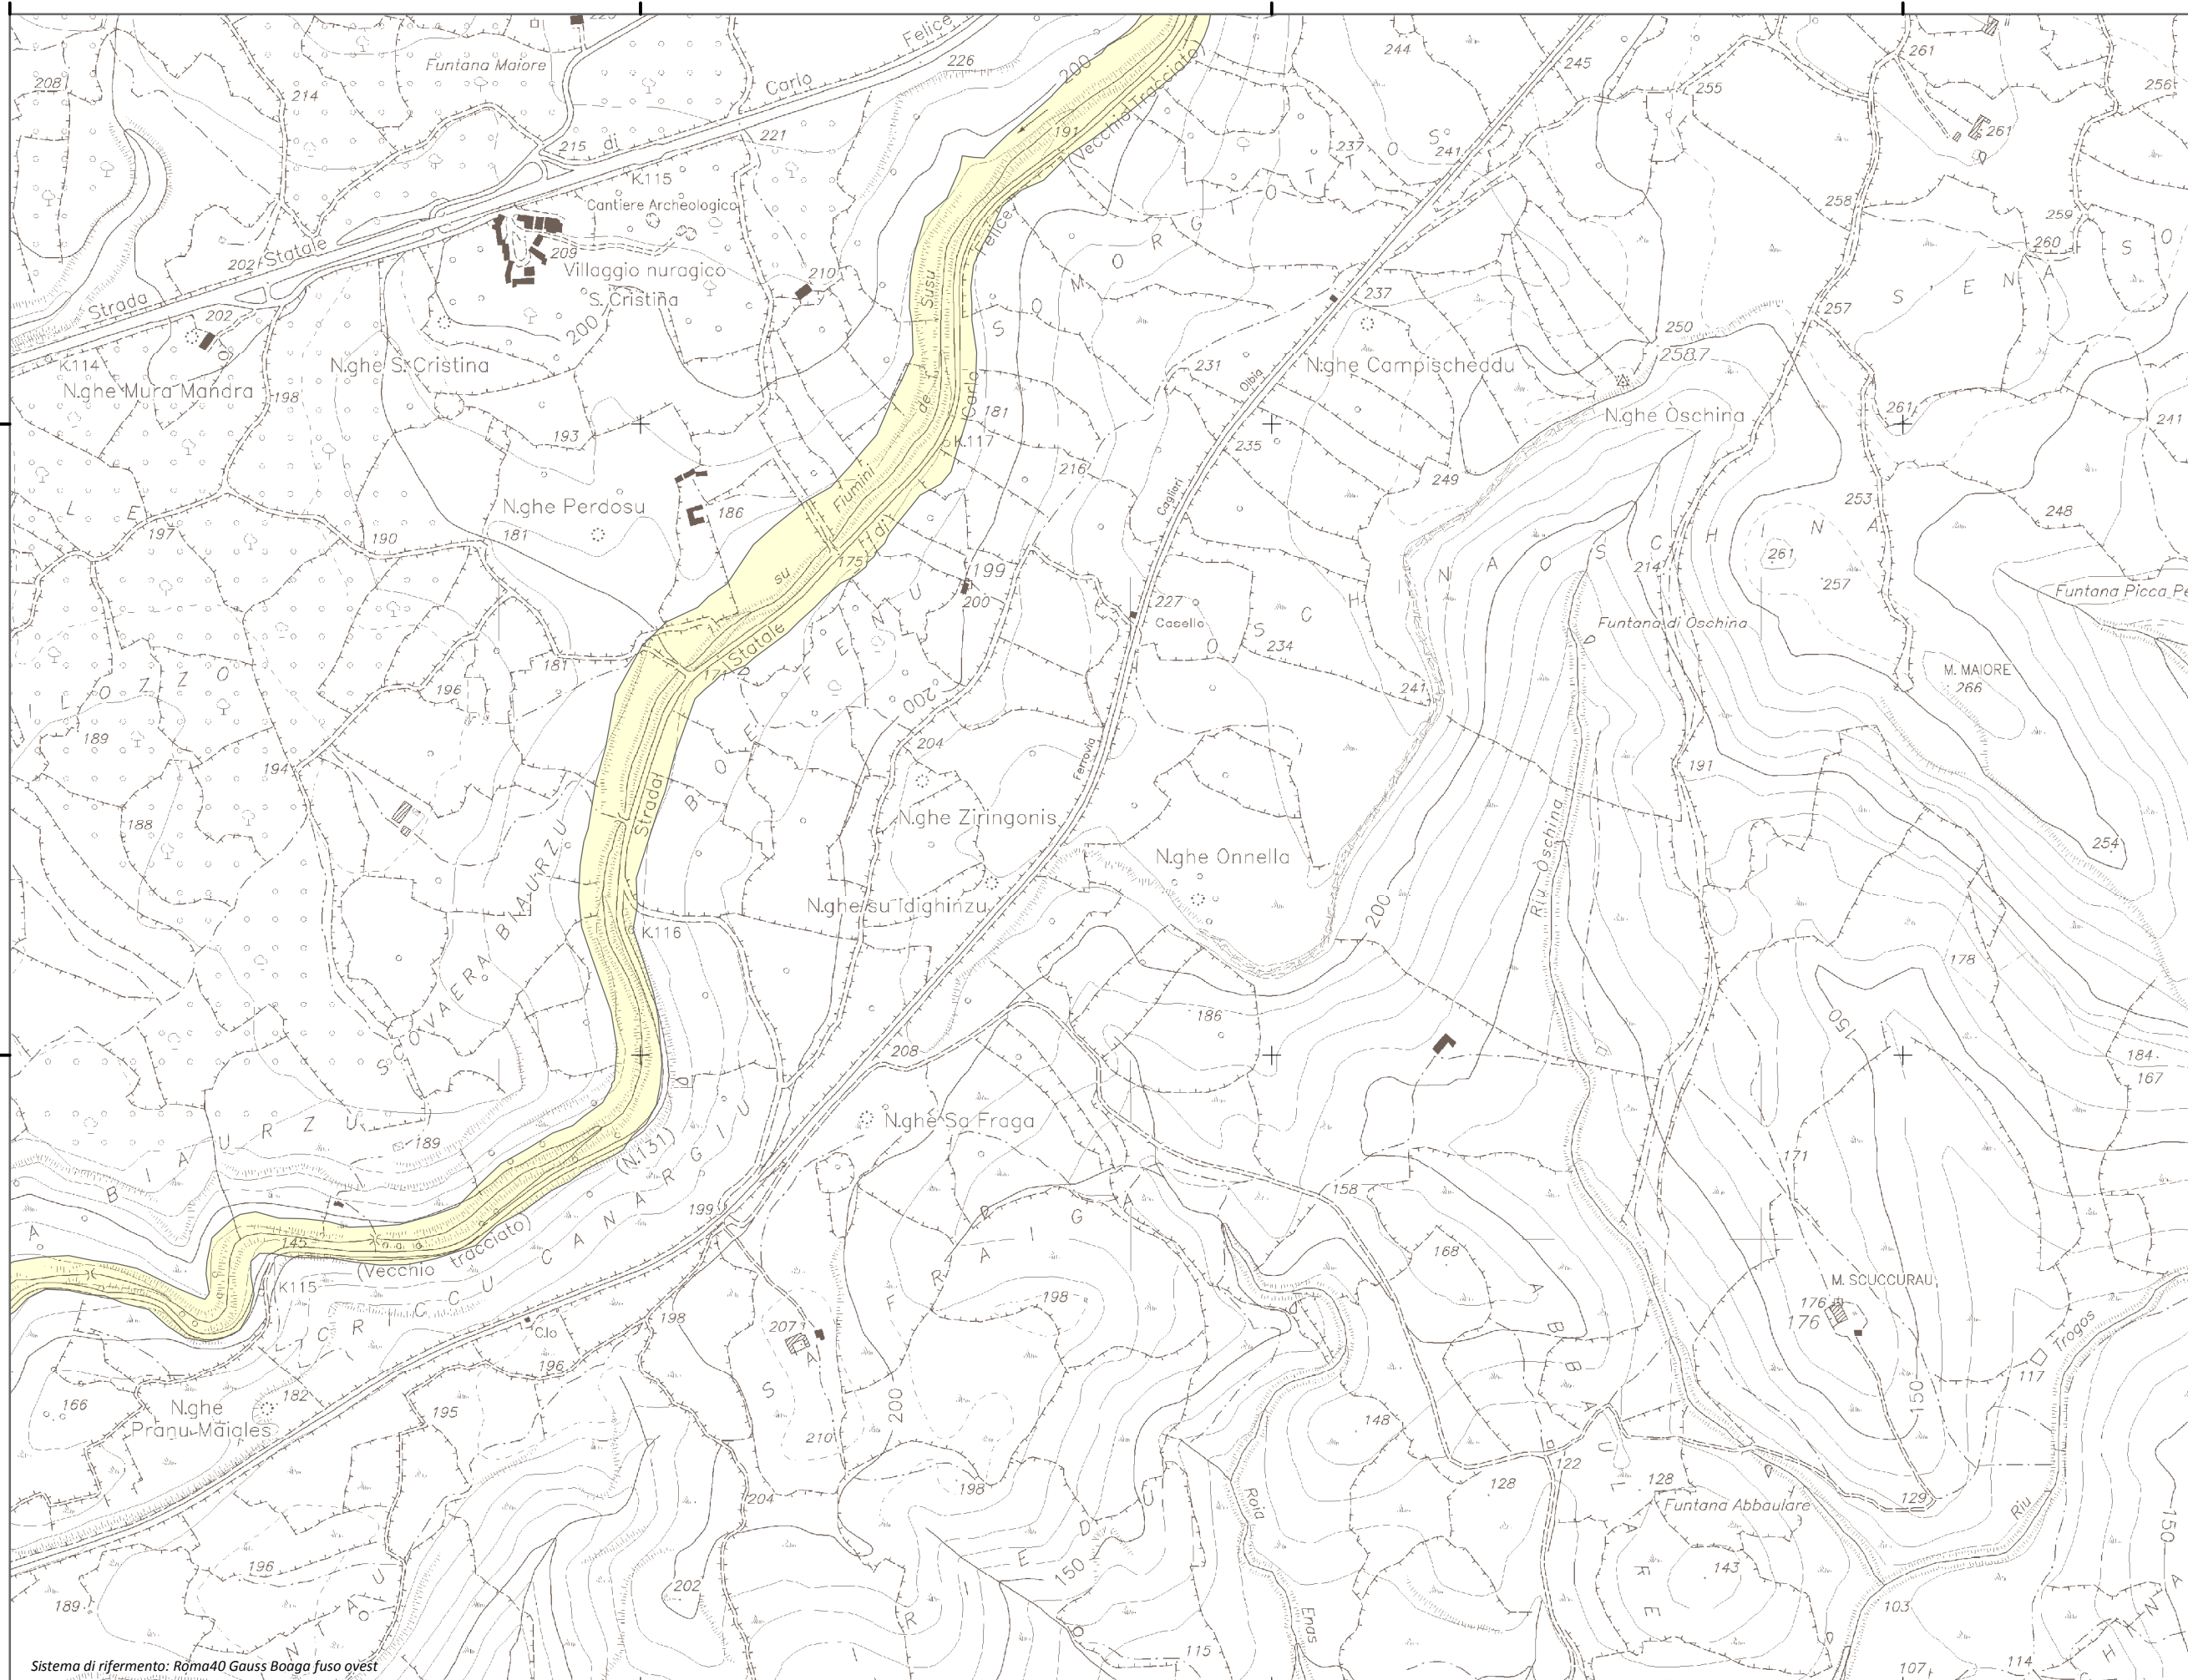 223
244
245
261
256
Funtana Maiore
208
214
Felice
226
Carlo
200
255
191
(Vecchio Tracciato)
221
215
di
K.115
237
241
S O M O R G T T O S
261
258
259
260
Cantiere Archeologico
Felice
209
Villaggio nuragico
S. Cristina
202
Statale
Strada
202
210
Susu
237
257
S' E N A S O
K.114
200
N.ghe S. Cristina
N.ghe Mura Mandra
198
de
Carlo
181
231
Olbia
N.ghe Campischeddu
250
258.7
N.ghe Oschina
261
241
193
K.117
235
216
249
Fiumini
Cagliari
N.ghe Perdosu
186
253
248
197
190
181
175
ri di
199
200
214
261
257
su
227
Casello
O S C H I N A O S C H I N A
Funtana Picca Pe
Funtana di Oschina
234
Statale
181
171
196
241
M. MAIORE
266
200
B O E F E N U
189
204
194
191
Ferrovia
Strada
188
N.ghe Ziringonis
254
N.ghe Onnella
Riu Oschina
N.ghe su Idighinzu
200
K.116
SCOVAERA BIAURZU
178
186
150
208
184
167
N.ghe Sa Fraga
189
B I A U R Z U
(N.131)
171
158
199
145
(Vecchio tracciato)
168
K.115
C R I C C U C A N A R G I U
M. SCUCCURAU
176
176
198
198
207
Clo
Trogos
196
117
166
182
N.ghe
Pranu Maiales
195
200
148
150
210
A B B A U L A R E
198
122
128
128
204
Funtana Abbaulare
129
Roia
Riu
150
196
150
143
202
189
103
Enas
115
107
114
Sistema di rifermento: Roma40 Gauss Boaga fuso ovest